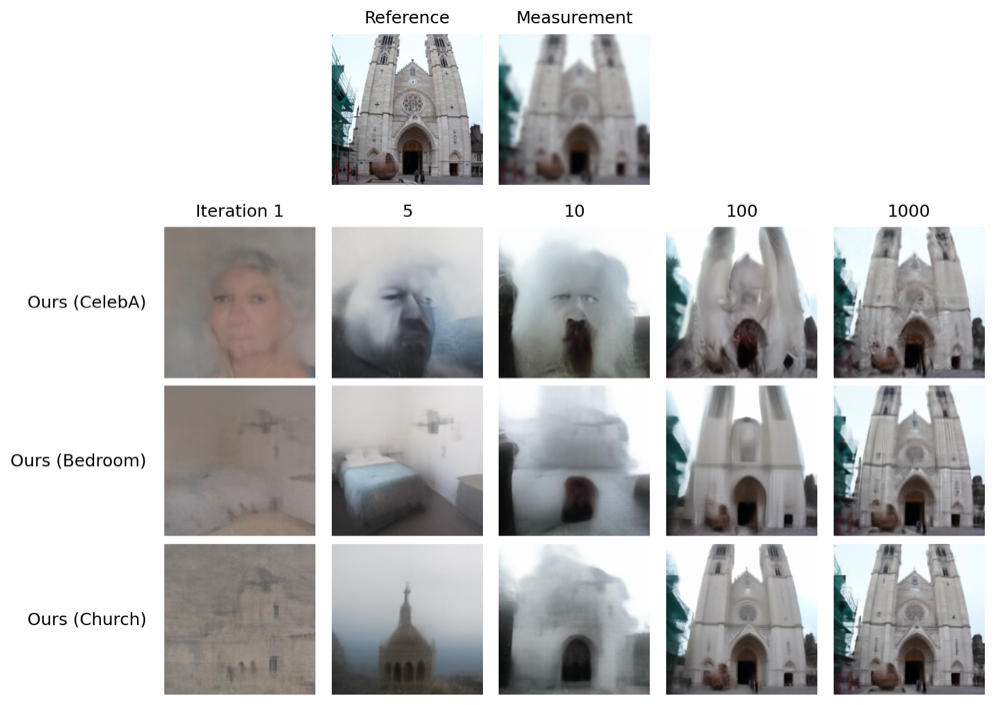 Reference Measurement
Iteration 1 5 10 100 1000
Ours (CelebA)
Ours (Bedroom)
Ours (Church)